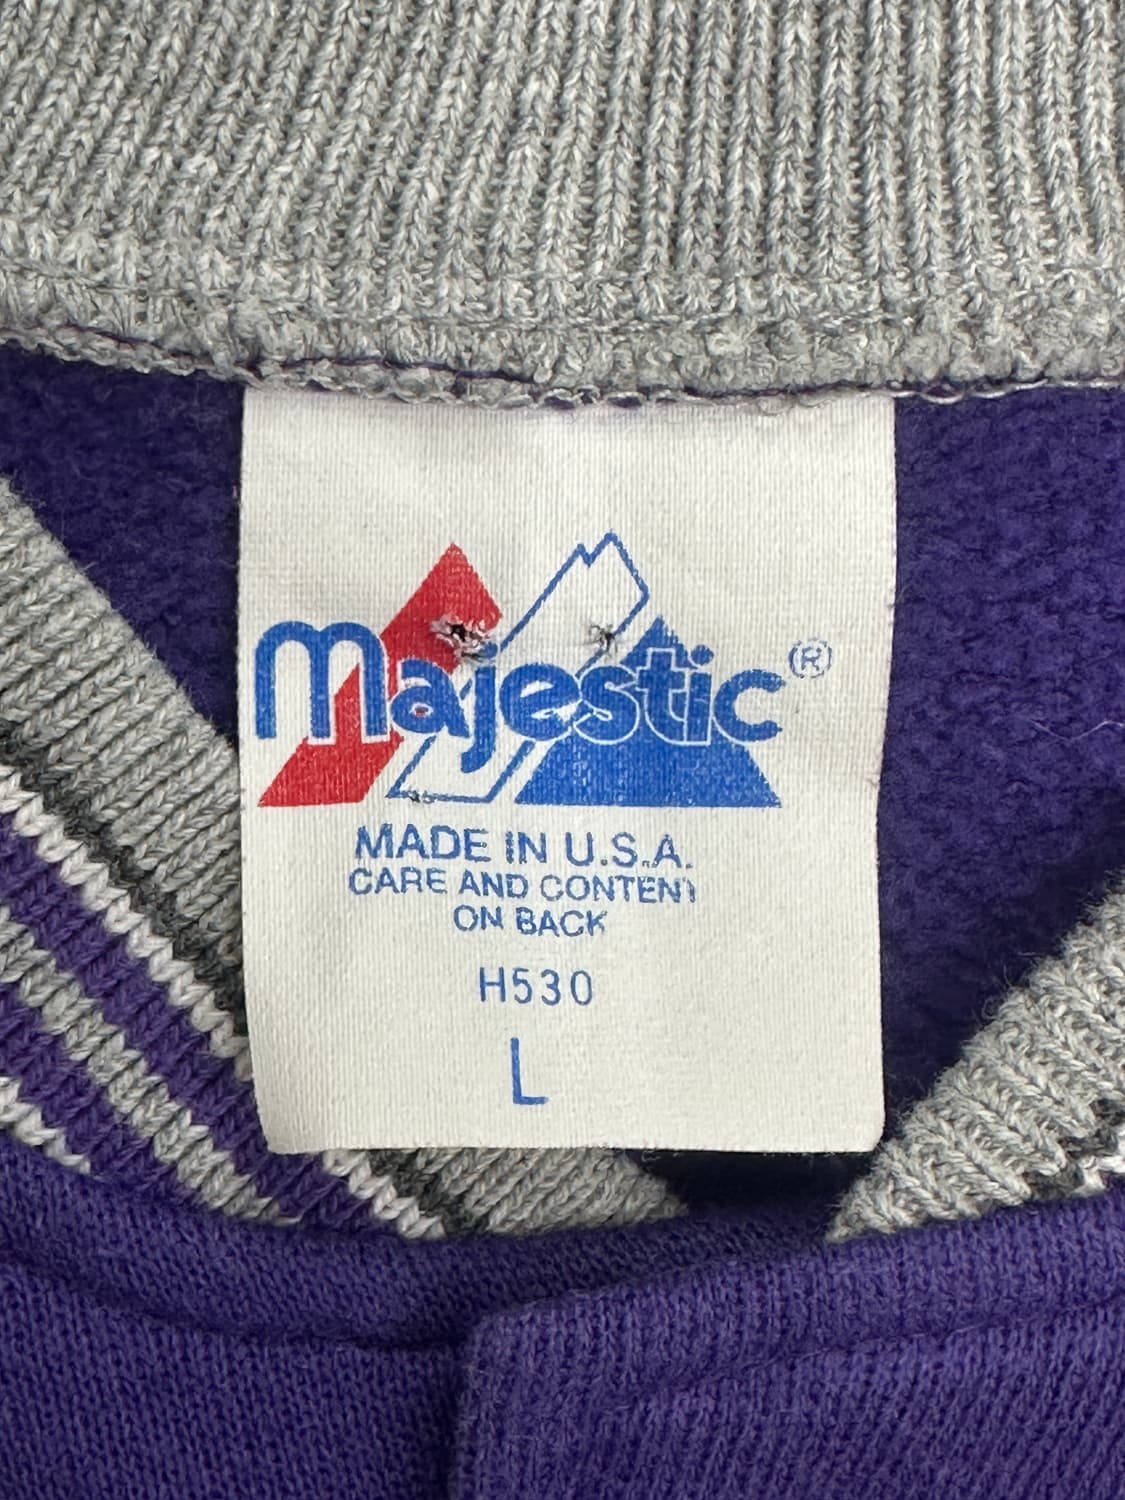 Majestic®
MADE IN U.S.A.
CARE AND CONTENT
ON BACK
H530
L